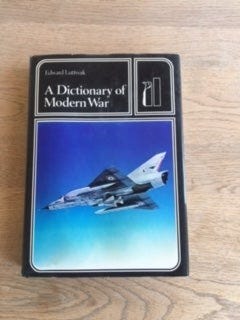 Edward Luttwak
A Dictionary of
Modern War